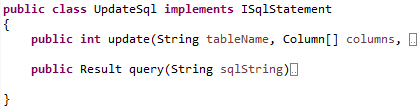 public class UpdateSql implements ISqlStatement
{
public int update(String tableName, Column[] columns,
public Result query(String sqlString)
}